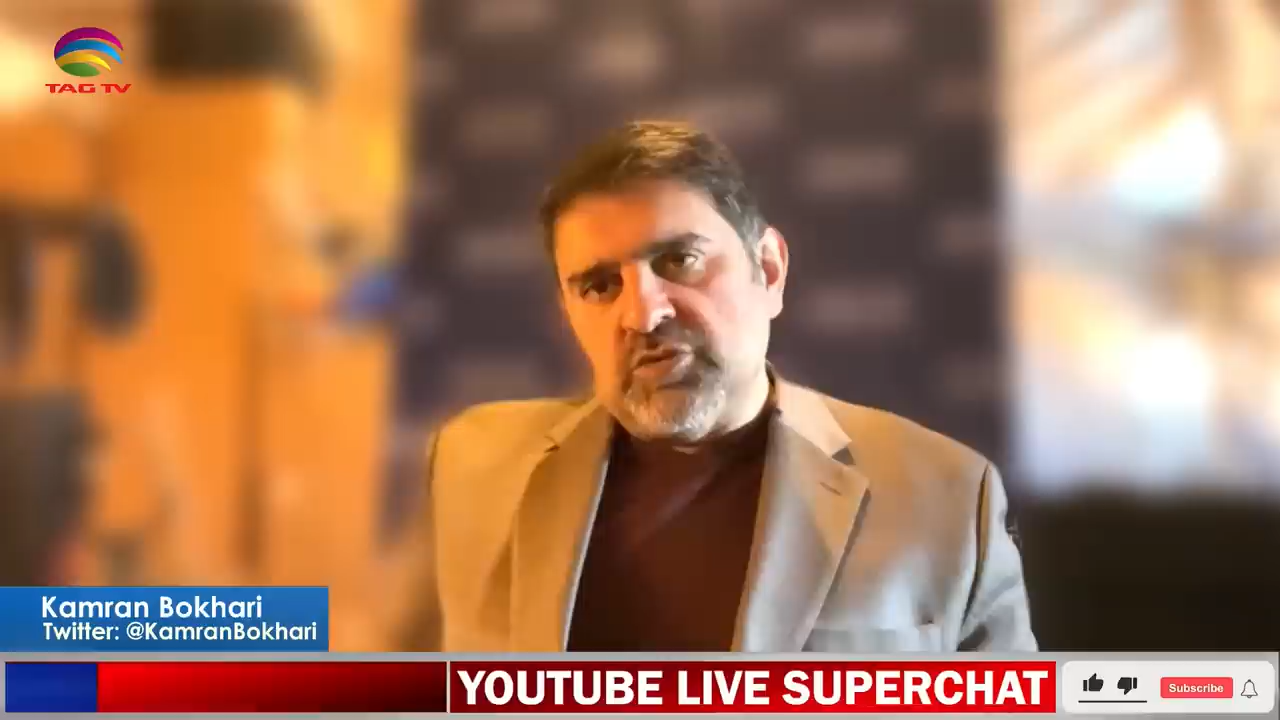 TAG TV
Kamran Bokhari
Twitter: @KamranBokhari
YOUTUBE LIVE SUPERCHAT
Subscribe